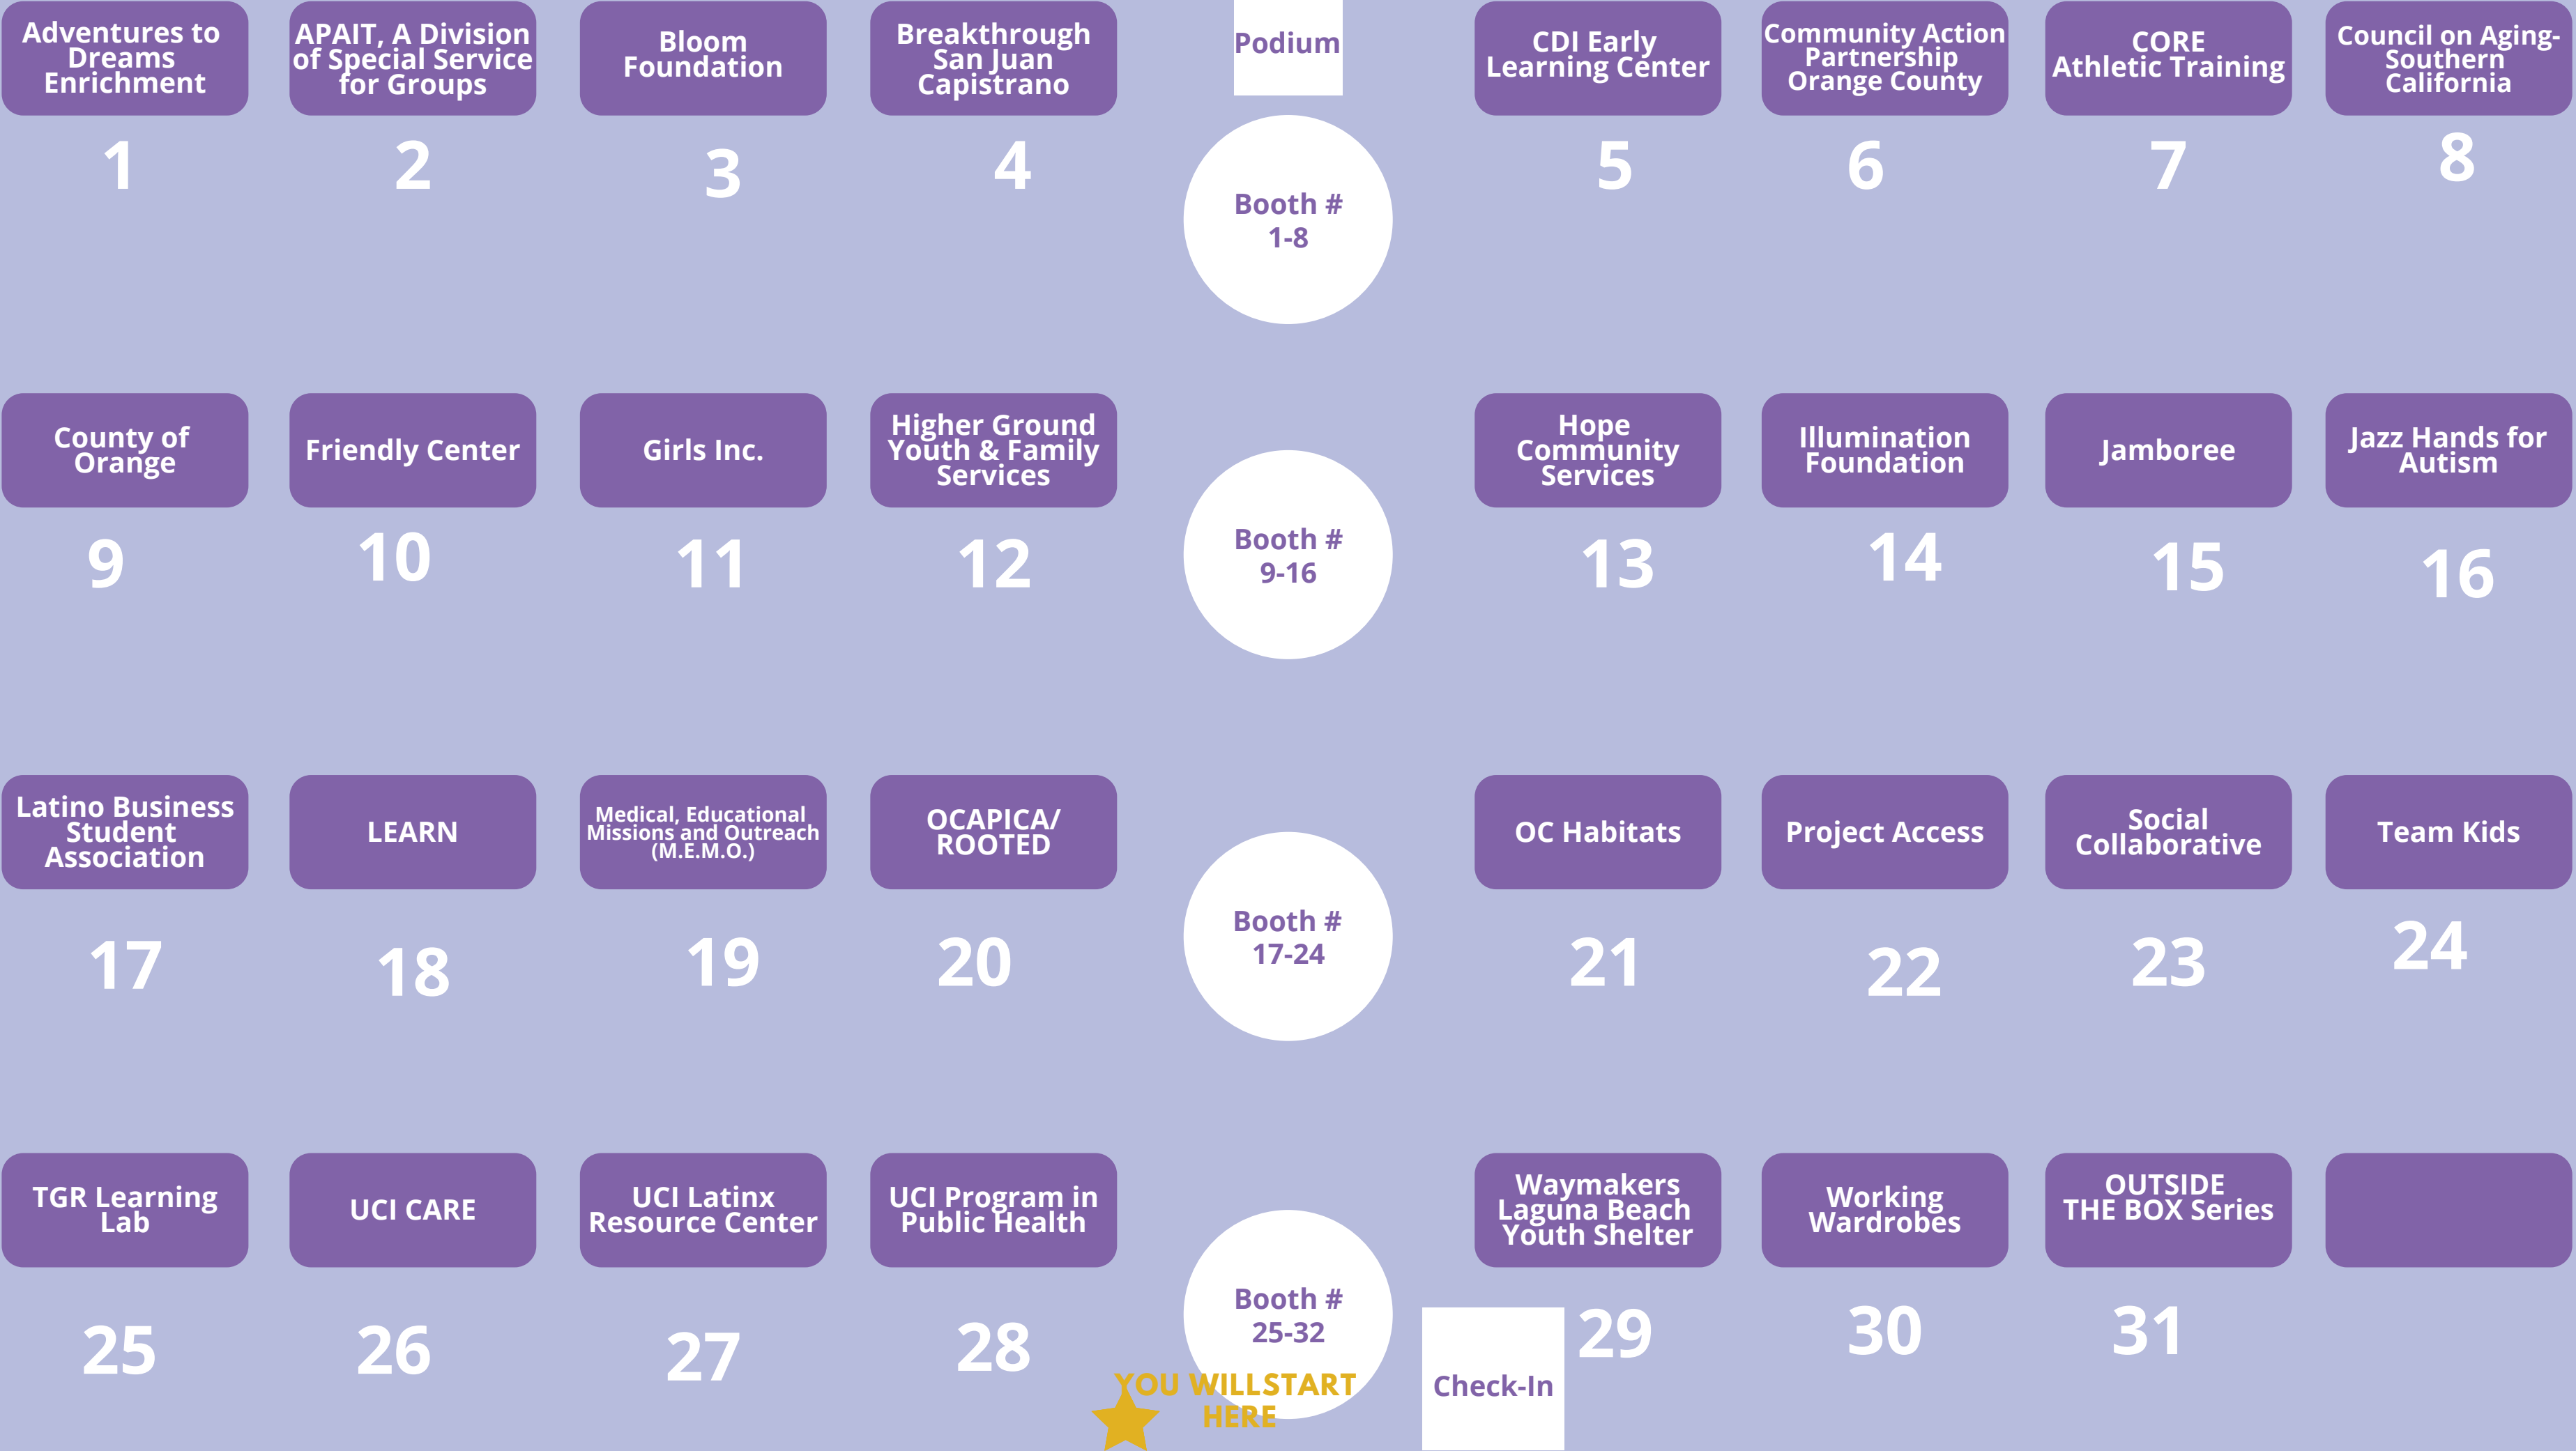 Adventures to
Dreams
Enrichment
APAIT, A Division
of Special Service
for Groups
Bloom
Foundation
Breakthrough
San Juan
Capistrano
Podium
CDI Early
Learning Center
Community Action
Partnership
Orange County
CORE
Athletic Training
Council on Aging-
Southern
California
1
2
3
4
Booth #
1-8
5
6
7
8
County of
Orange
Friendly Center
Girls Inc.
Higher Ground
Youth & Family
Services
Hope
Community
Services
Illumination
Foundation
Jamboree
Jazz Hands for
Autism
9
10
11
12
Booth #
9-16
13
14
15
16
Latino Business
Student
Association
LEARN
Medical, Educational
Missions and Outreach
(M.E.M.O.)
OCAPICA/
ROOTED
OC Habitats
Project Access
Social
Collaborative
Team Kids
17
18
19
20
Booth #
17-24
21
22
23
24
TGR Learning
Lab
UCI CARE
UCI Latinx
Resource Center
UCI Program in
Public Health
Waymakers
Laguna Beach
Youth Shelter
Working
Wardrobes
OUTSIDE
THE BOX Series
25
26
27
28
Booth #
25-32
29
30
31
YOU WILLSTART
HERE
Check-In